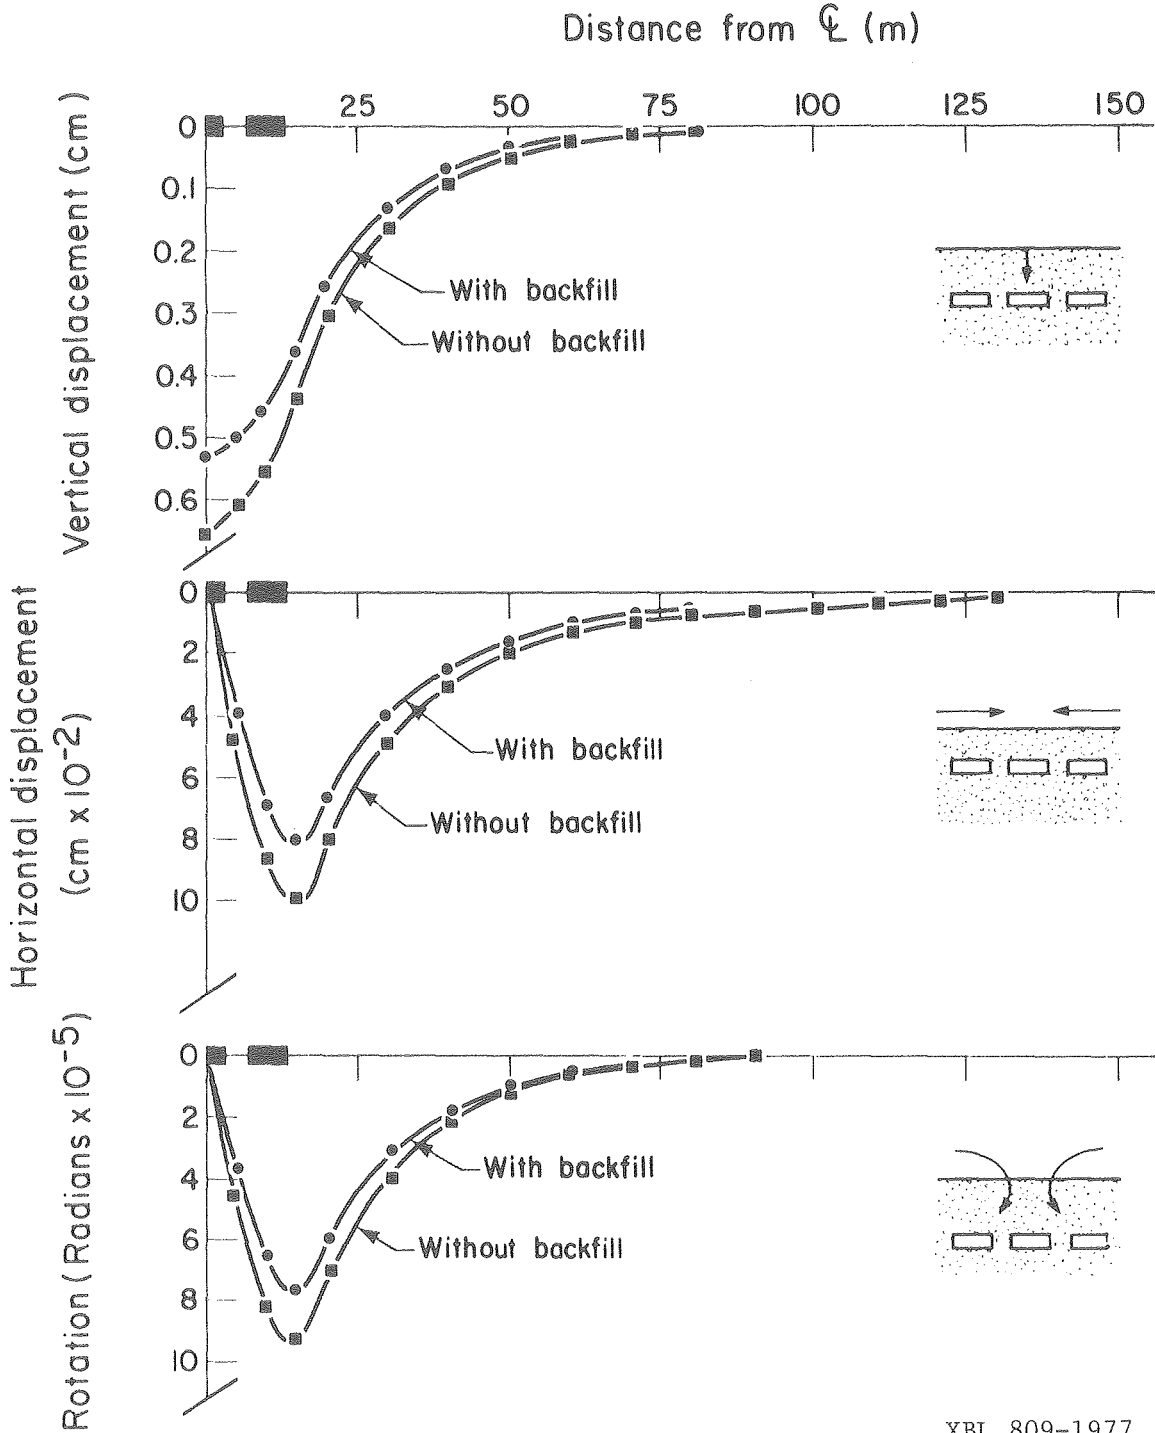 Distance from ℄ (m)
25 50 75 100 125 150
Vertical displacement (cm)
0
0.1
0.2
0.3
0.4
0.5
0.6
With backfill
Without backfill
Horizontal displacement
(cm x 10⁻²)
0
2
4
6
8
10
With backfill
Without backfill
Rotation (Radians x 10⁻⁵)
0
2
4
6
8
10
With backfill
Without backfill
XBL 809-1977